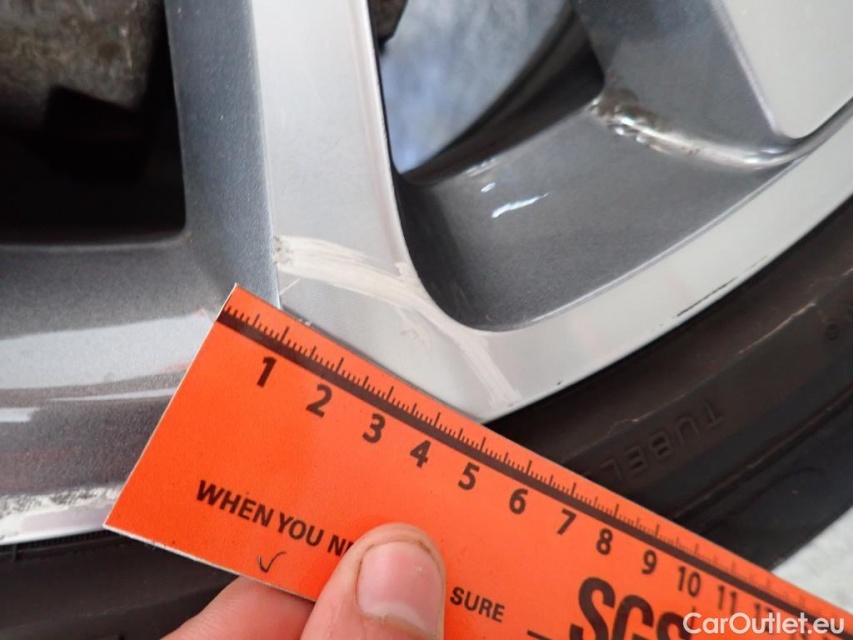 TUBEL
1 2 3 4 5 6 7 8 9 10 11
WHEN YOU
SURE
SGS
CarOutlet.eu